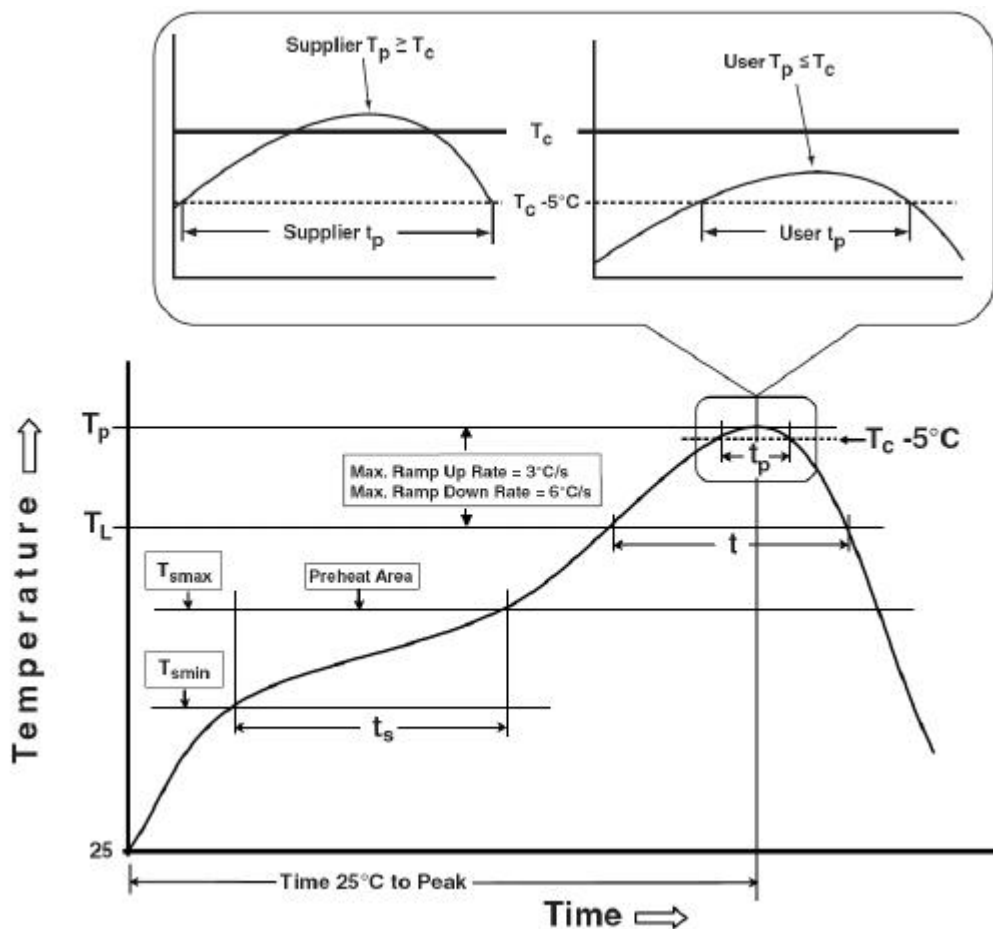 Supplier Tp ≥ Tc
User Tp ≤ Tc
Tc
Tc -5°C
Supplier tp
User tp
Tp
Tc -5°C
tp
Max. Ramp Up Rate = 3°C/s
Max. Ramp Down Rate = 6°C/s
TL
t
Tsmax
Preheat Area
Tsmin
ts
Temperature
25
Time 25°C to Peak
Time